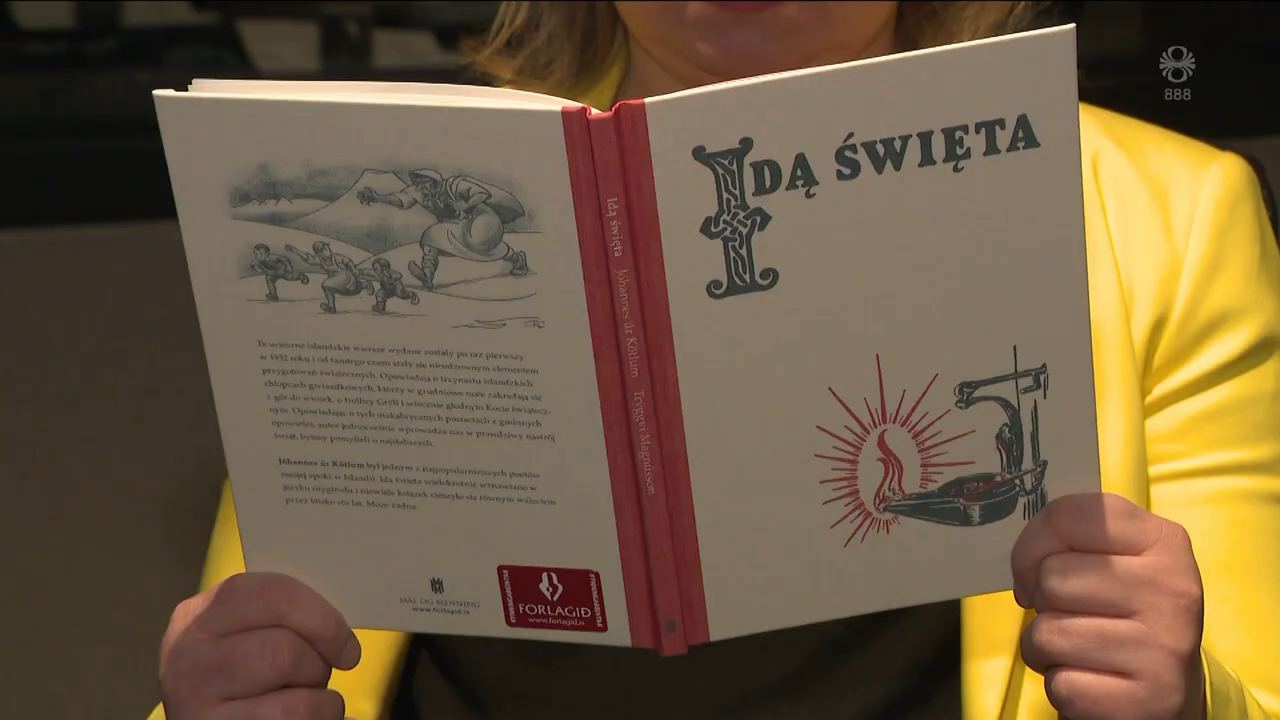 888
IDĄ ŚWIĘTA
Idą święta Jóhannes úr Kötlum Tryggvi Magnússon
Te ucieszne islandzkie wiersze wydane zostały po raz pierwszy
w 1932 roku i od tamtego czasu stały się nieodzownym elementem
przygotowań świątecznych. Opowiadają o trzynastu islandzkich
chłopcach gwiazdkowych, którzy w grudniowe noce zakradają się
z gór do wiosek, o trollicy Gryli i wiecznie głodnym Kocie świątecz-
nym. Opowiadając o tych makabrycznych postaciach z gminnych
opowieści, autor jednocześnie wprowadza nas w prawdziwy nastrój
świąt, byśmy pomyśleli o najsłabszych.
Jóhannes úr Kötlum był jednym z najpopularniejszych poetów
swojej epoki w Islandii. Idą święta wielokrotnie wznawiano w
języku oryginału i niewiele książek cieszyło się równym wzięciem
przez blisko sto lat. Może żadna.
MÁL OG MENNING
www.forlagid.is
FORLAGIÐ
www.forlagid.is